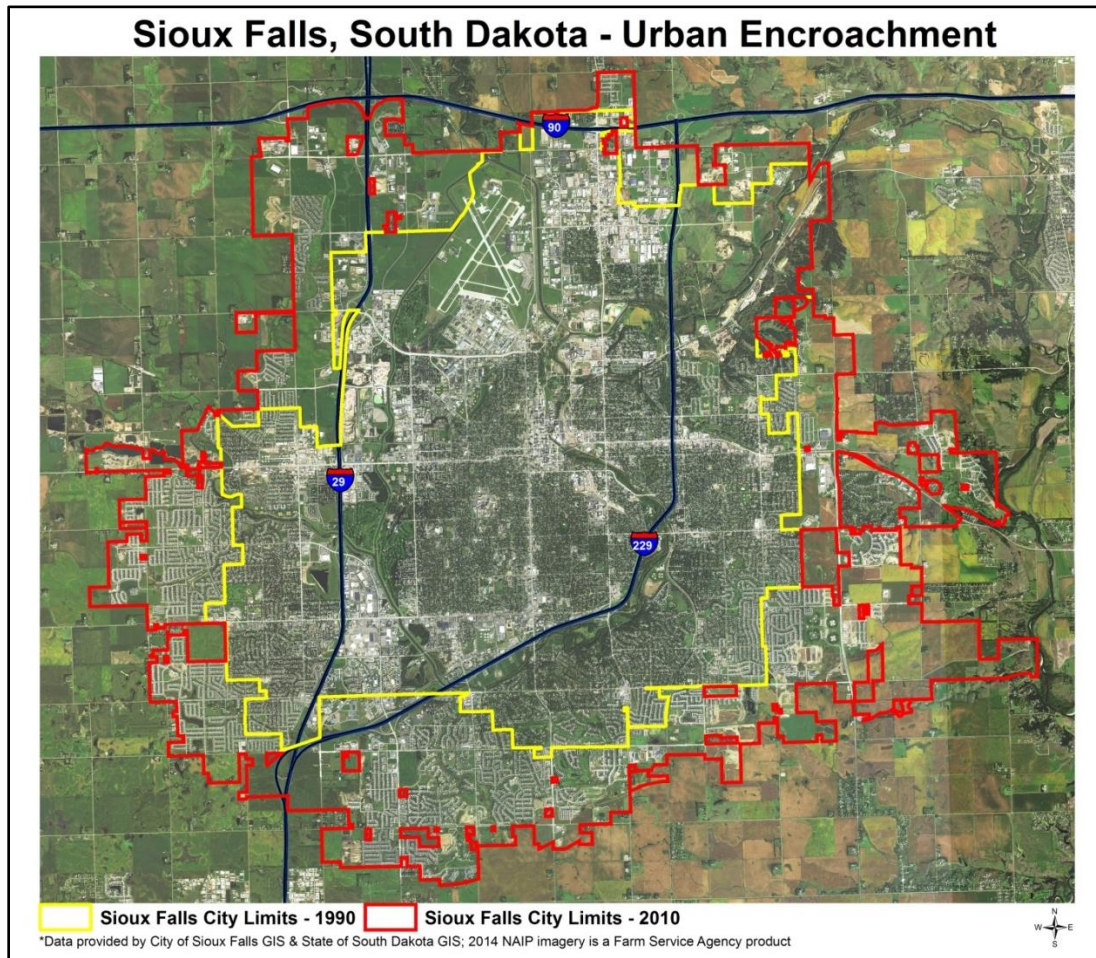 Sioux Falls, South Dakota - Urban Encroachment
90
29
229
Sioux Falls City Limits - 1990 Sioux Falls City Limits - 2010
*Data provided by City of Sioux Falls GIS & State of South Dakota GIS; 2014 NAIP imagery is a Farm Service Agency product
N
W E
S